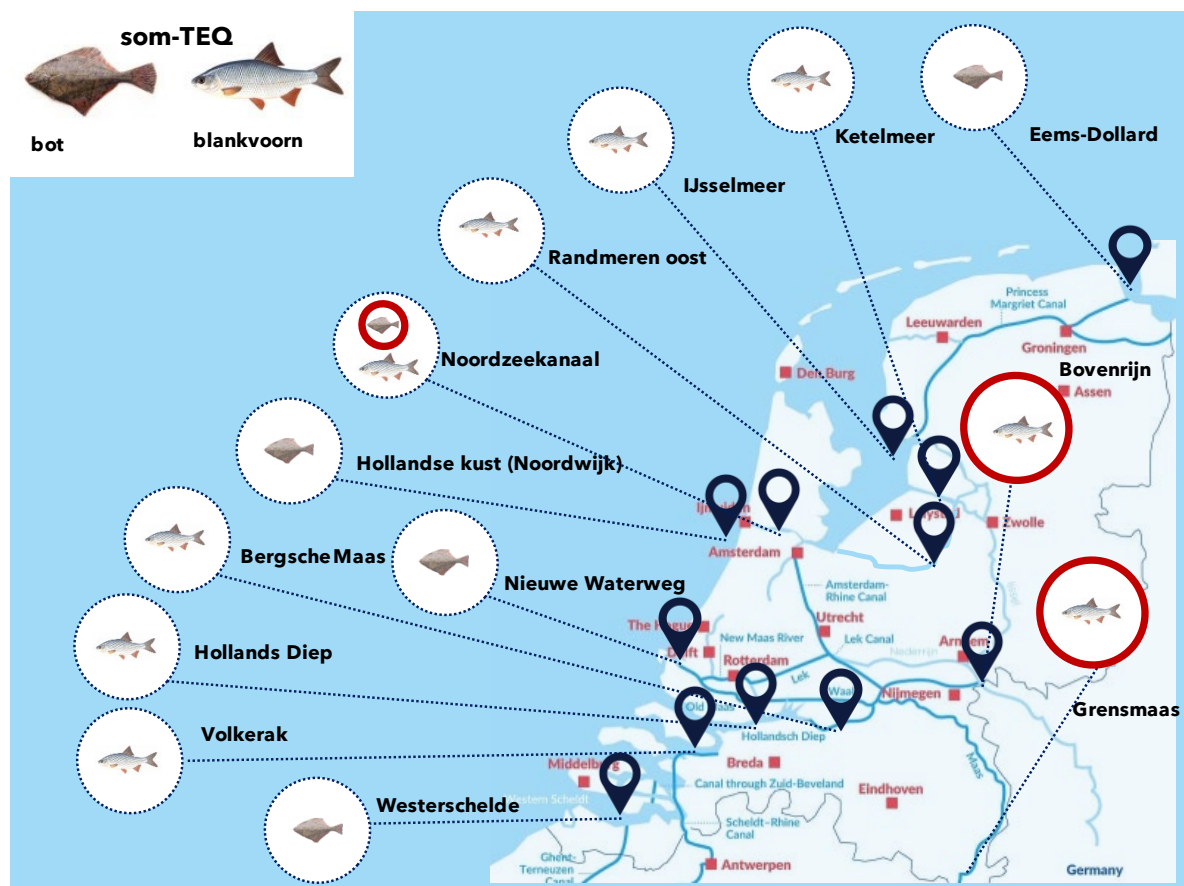 som-TEQ
bot
blankvoorn
Ketelmeer
Eems-Dollard
IJsselmeer
Randmeren oost
Noordzeekanaal
Hollandse kust (Noordwijk)
Bergsche Maas
Nieuwe Waterweg
Hollands Diep
Volkerak
Westerschelde
Bovenrijn
Grensmaas
Princess
Margriet Canal
Leeuwarden
Groningen
Den Burg
Assen
Zwolle
Amsterdam
Amsterdam-
Rhine Canal
Utrecht
New Maas River
Lek Canal
Nederrijn
The Hague
Delft
Rotterdam
Lek
Waal
Nijmegen
Hollandsch Diep
Breda
Maas
Eindhoven
Middelburg
Canal through Zuid-Beveland
Western Scheldt
Scheldt-Rhine
Canal
Ghent-
Terneuzen
Canal
Antwerpen
Germany